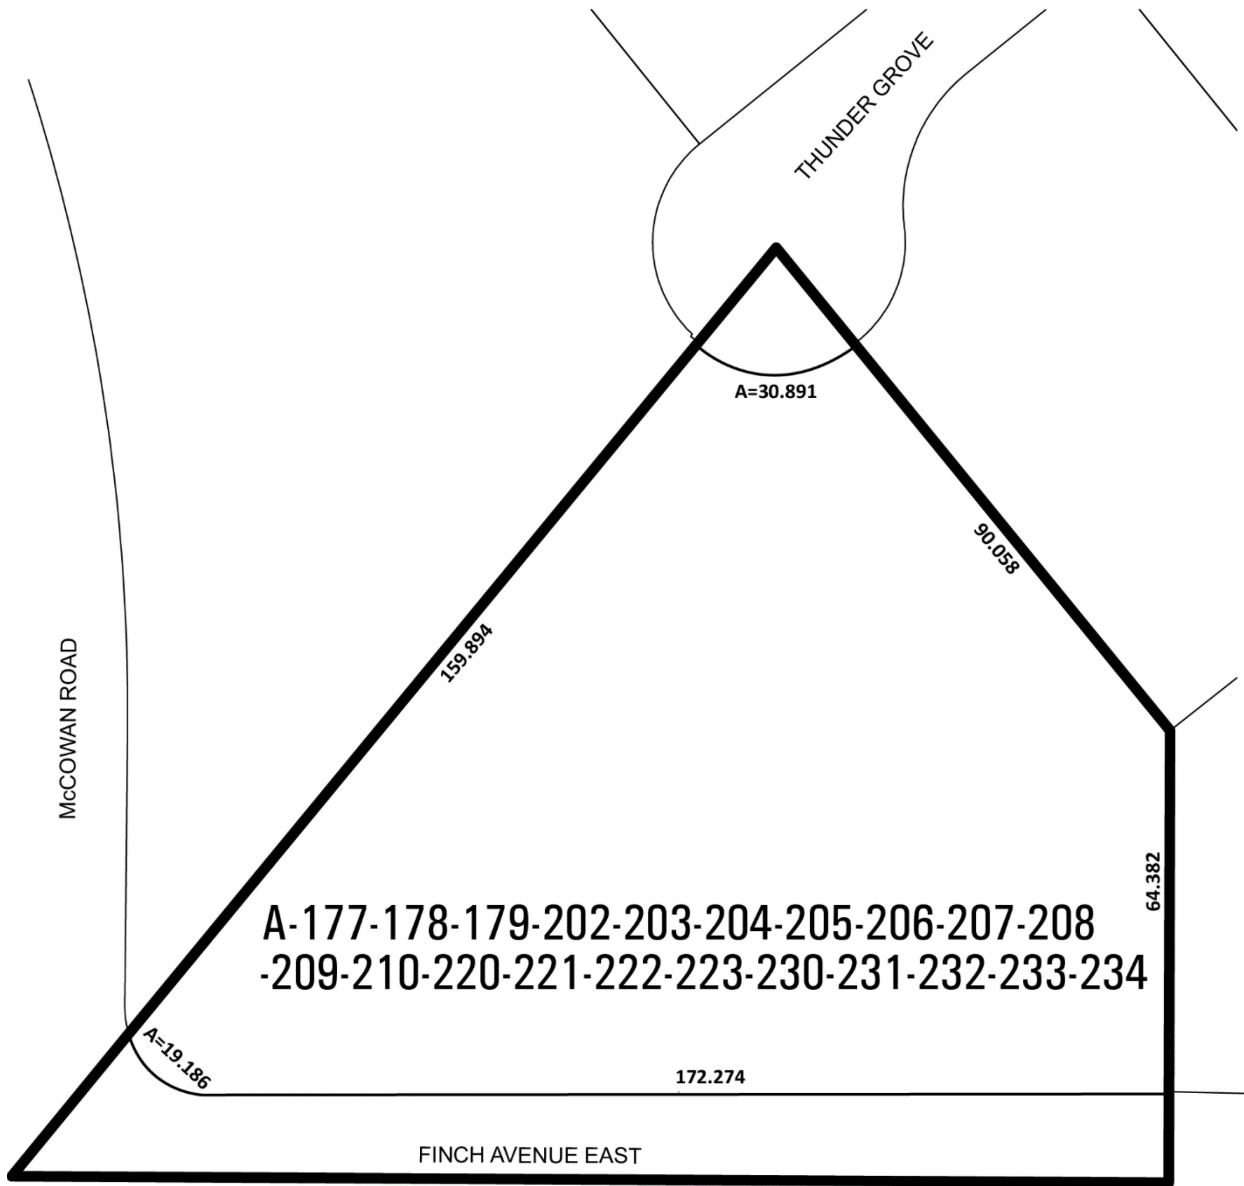 THUNDER GROVE
A=30.891
90.058
159.894
McCOWAN ROAD
64.382
A-177-178-179-202-203-204-205-206-207-208
-209-210-220-221-222-223-230-231-232-233-234
A=19.186
172.274
FINCH AVENUE EAST